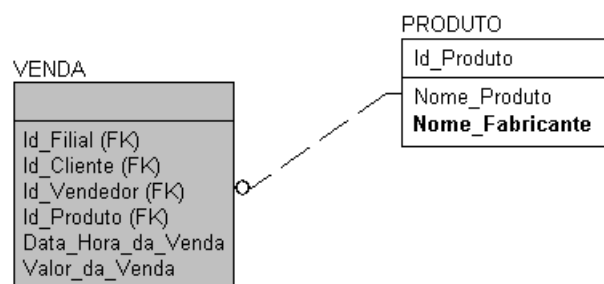 PRODUTO
Id_Produto
Nome_Produto
Nome_Fabricante
VENDA
Id_Filial (FK)
Id_Cliente (FK)
Id_Vendedor (FK)
Id_Produto (FK)
Data_Hora_da_Venda
Valor_da_Venda